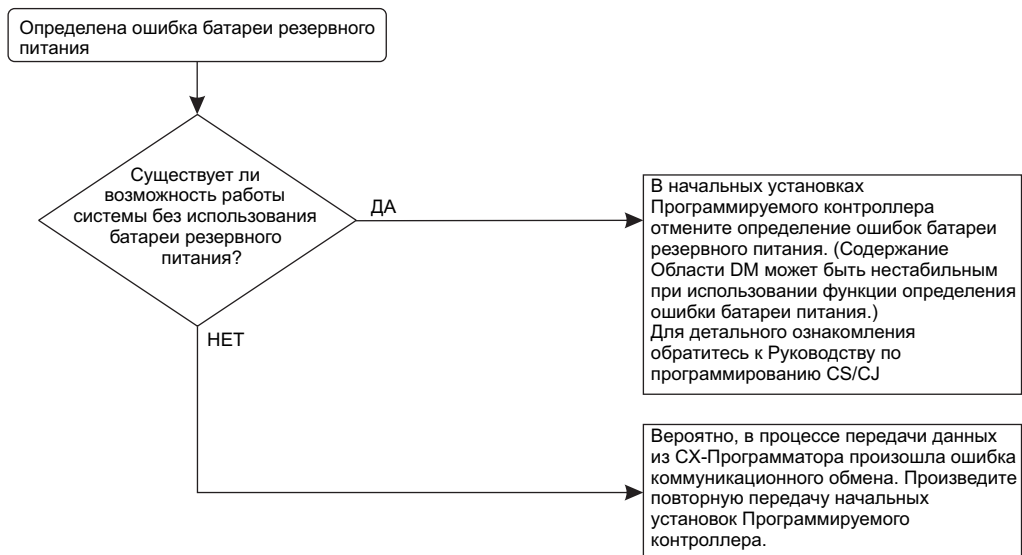 Определена ошибка батареи резервного
питания
Существует ли
возможность работы
системы без использования
батареи резервного
питания?
ДА
В начальных установках
Программируемого контроллера
отмените определение ошибок батареи
резервного питания. (Содержание
Области DM может быть нестабильным
при использовании функции определения
ошибки батареи питания.)
Для детального ознакомления
обратитесь к Руководству по
программированию CS/CJ
НЕТ
Вероятно, в процессе передачи данных
из СХ-Программатора произошла ошибка
коммуникационного обмена. Произведите
повторную передачу начальных
установок Программируемого
контроллера.